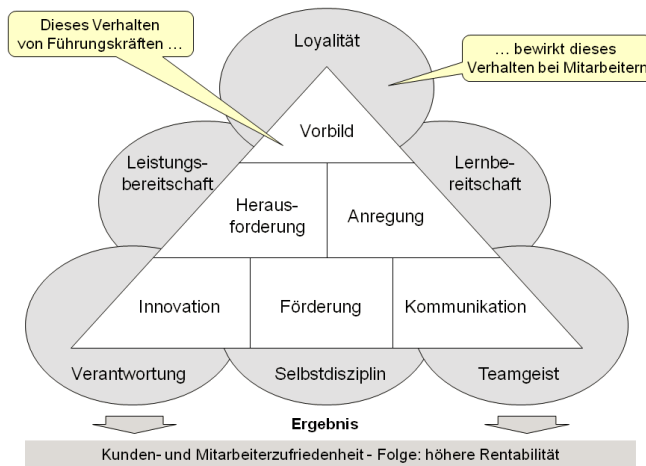 Dieses Verhalten
von Führungskräften ...
Loyalität
... bewirkt dieses
Verhalten bei Mitarbeitern
Vorbild
Leistungs-
bereitschaft
Lernbe-
reitschaft
Heraus-
forderung
Anregung
Innovation
Förderung
Kommunikation
Verantwortung
Selbstdisziplin
Teamgeist
Ergebnis
Kunden- und Mitarbeiterzufriedenheit - Folge: höhere Rentabilität